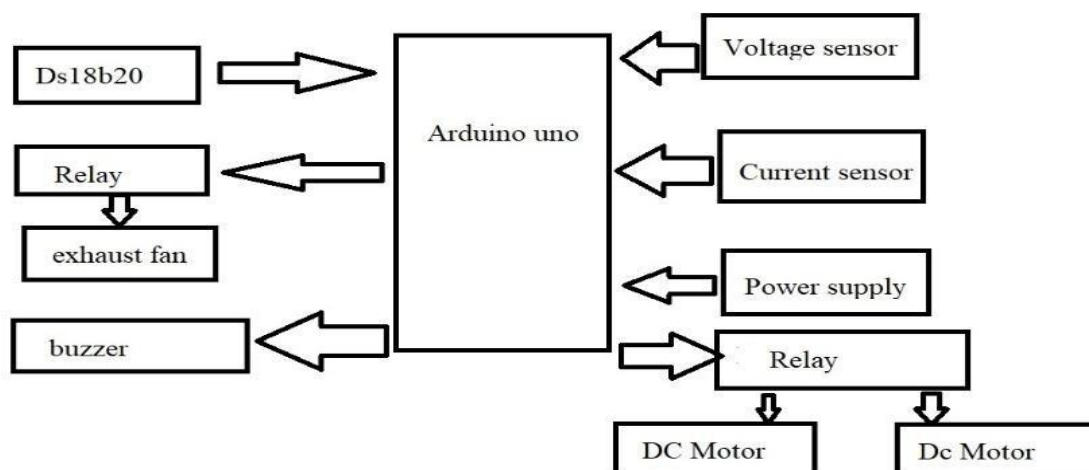 Ds18b20
Voltage sensor
Arduino uno
Relay
Current sensor
exhaust fan
Power supply
buzzer
Relay
DC Motor
Dc Motor